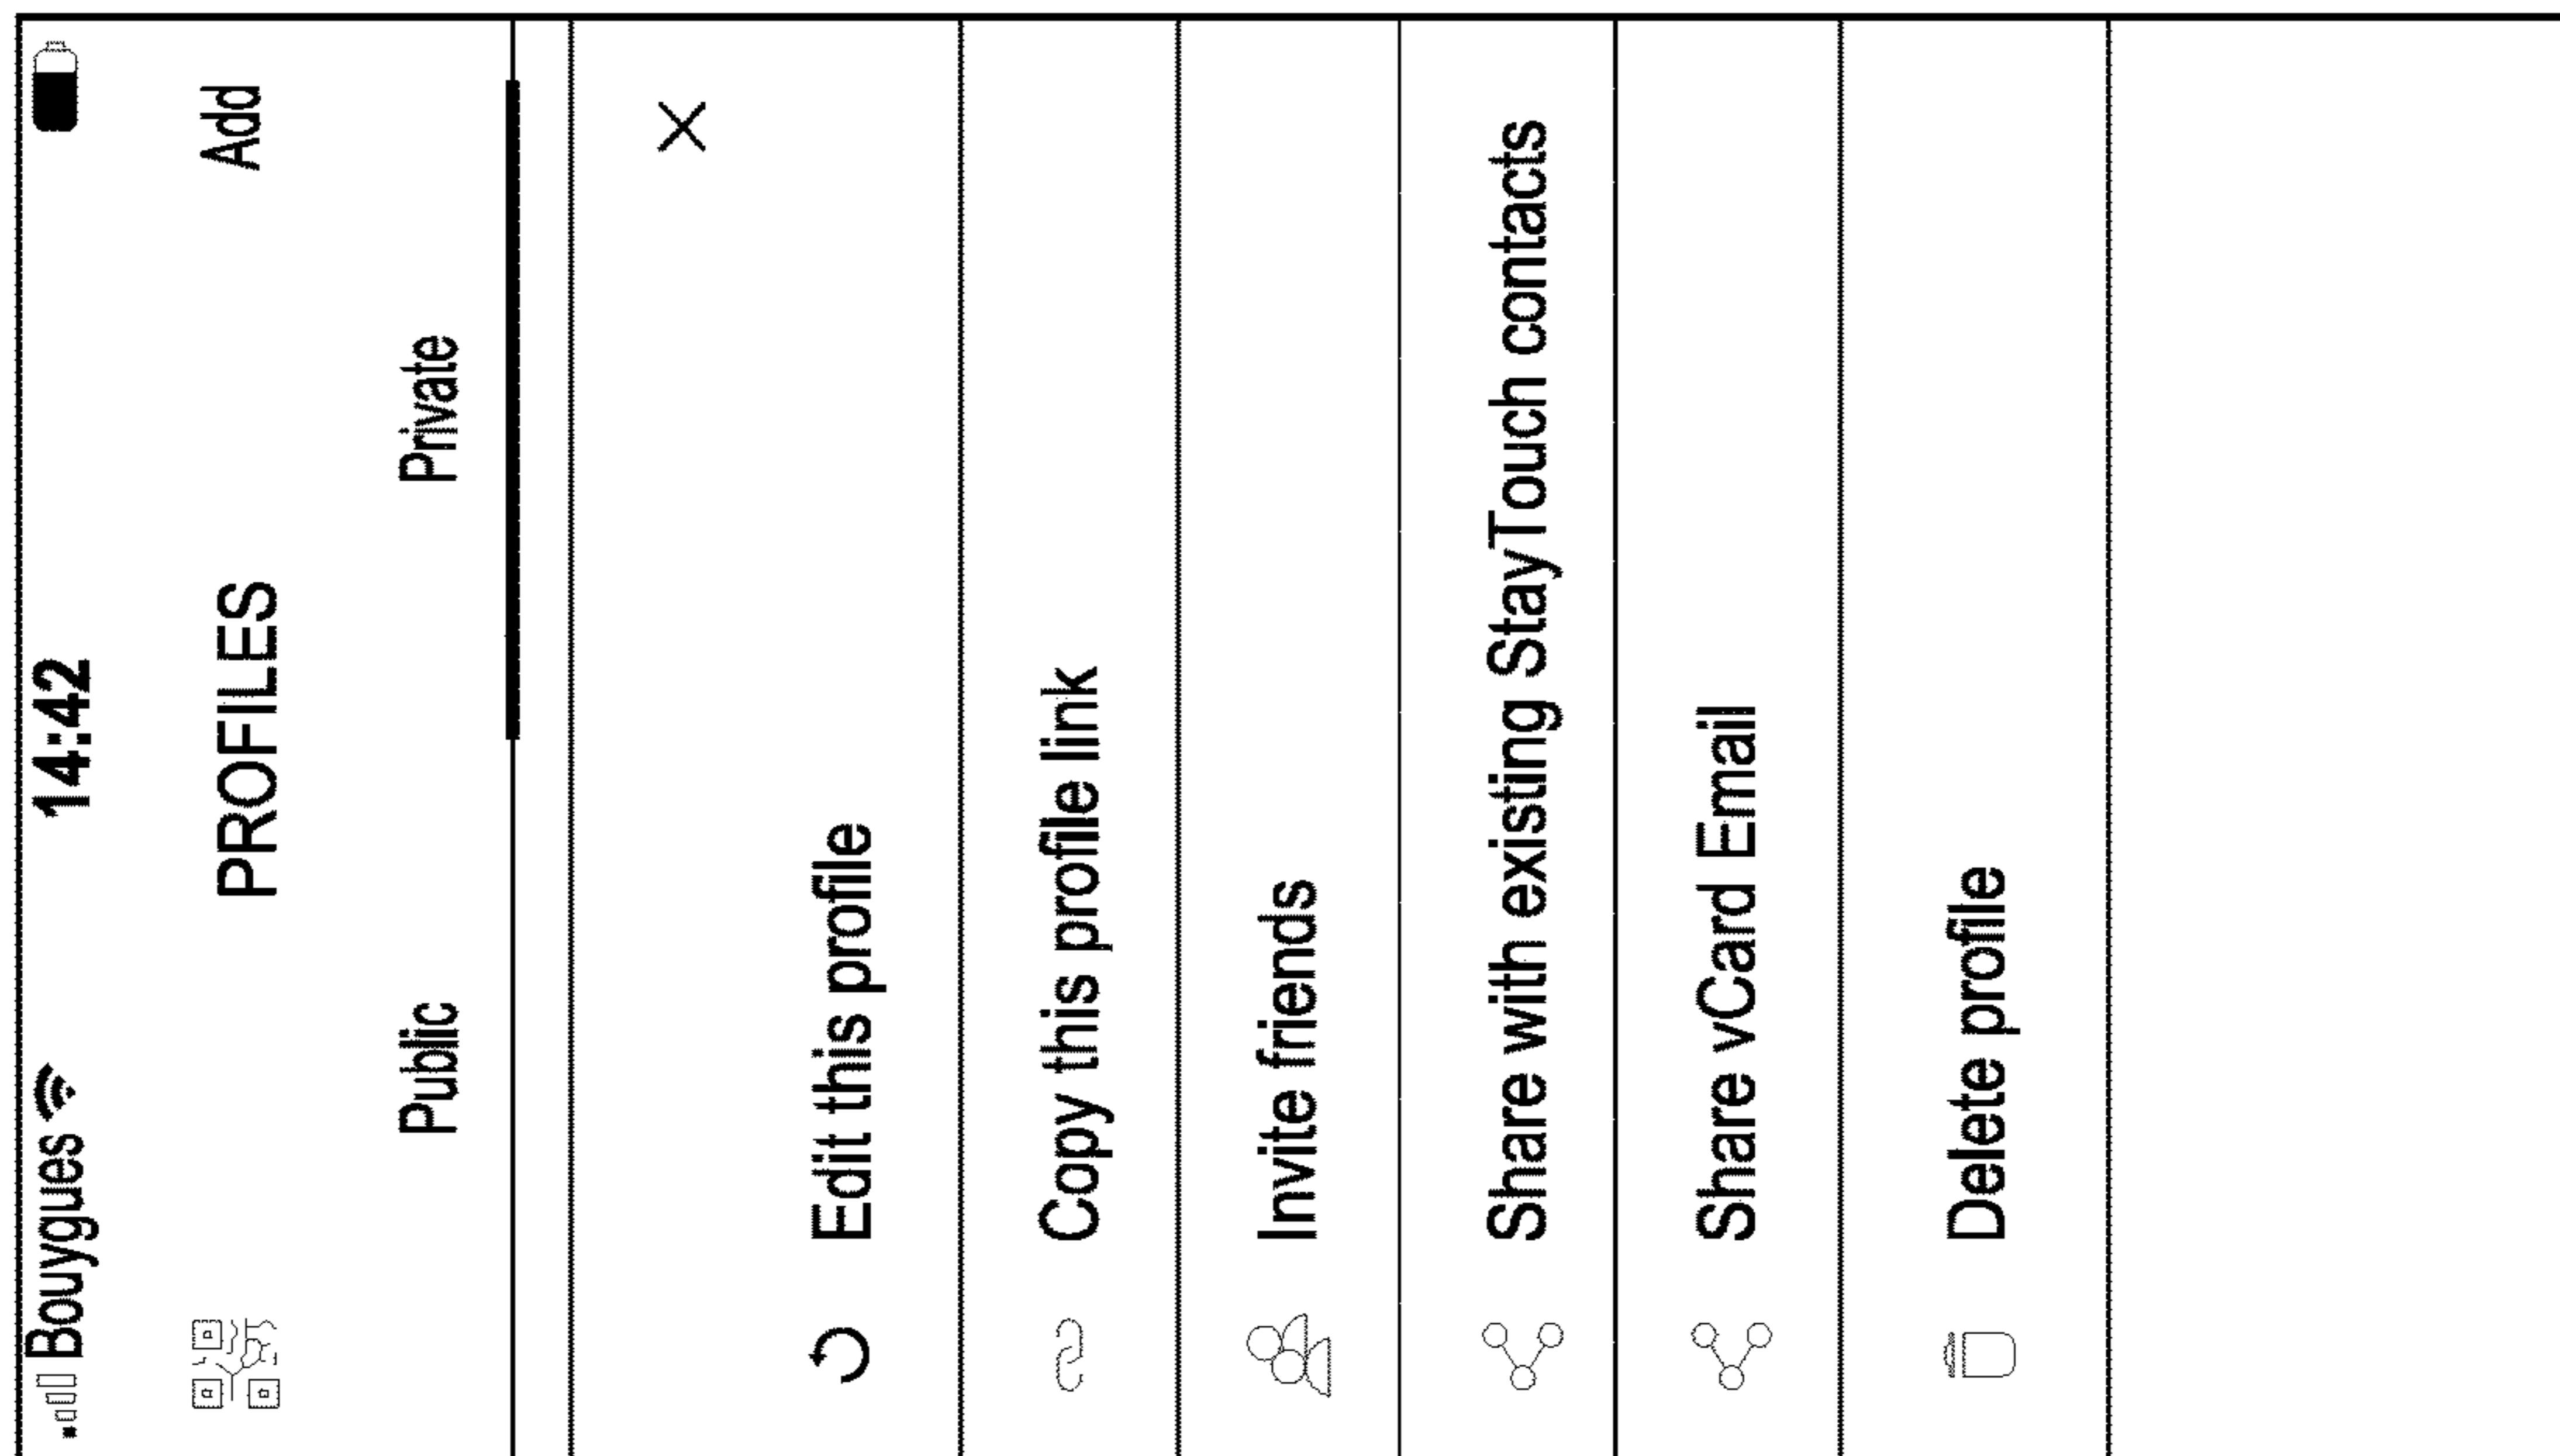 Bouygues 14:42
PROFILES Add
Public Private
Edit this profile
Copy this profile link
Invite friends
Share with existing StayTouch contacts
Share vCard Email
Delete profile